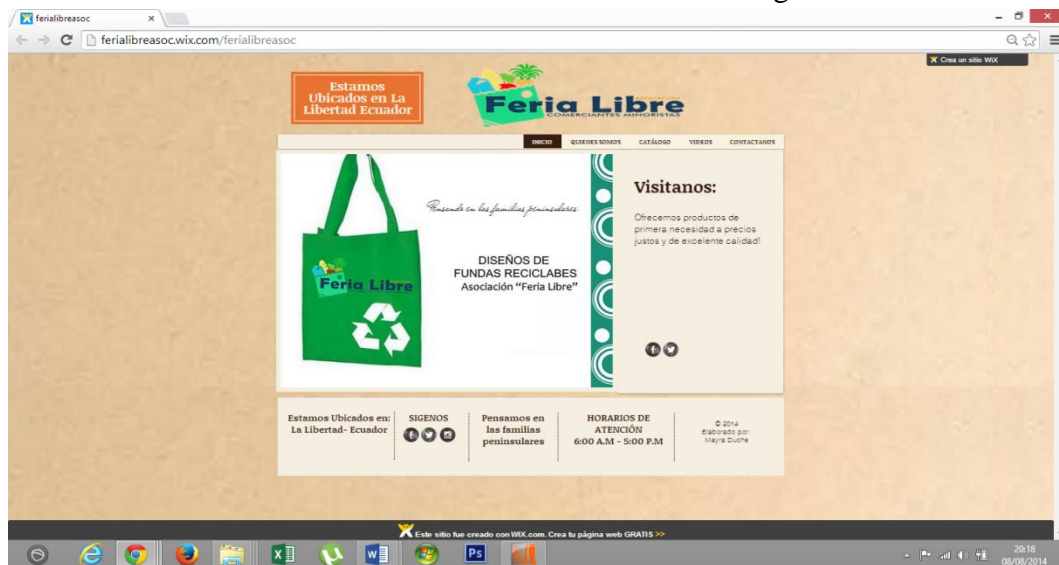 ferialibreasoc
ferialibreasoc.wix.com/ferialibreasoc
Crea un sitio WiX
Estamos
Ubicados en La
Libertad Ecuador
Feria Libre
COMERCIANTES MINORISTAS
INICIO QUIENES SOMOS CATÁLOGO VIDEOS CONTACTANOS
Pensando en las familias peninsulares.
DISEÑOS DE
FUNDAS RECICLABES
Asociación “Feria Libre”
Feria Libre
Visitanos:
Ofrecemos productos de
primera necesidad a precios
justos y de excelente calidad!
Estamos Ubicados en:
La Libertad- Ecuador
SIGENOS
Pensamos en
las familias
peninsulares
HORARIOS DE
ATENCIÓN
6:00 A.M - 5:00 P.M
© 2014
Elaborado por:
Mayra Duche
Este sitio fue creado con WIX.com. Crea tu página web GRATIS >>
20:18
08/08/2014